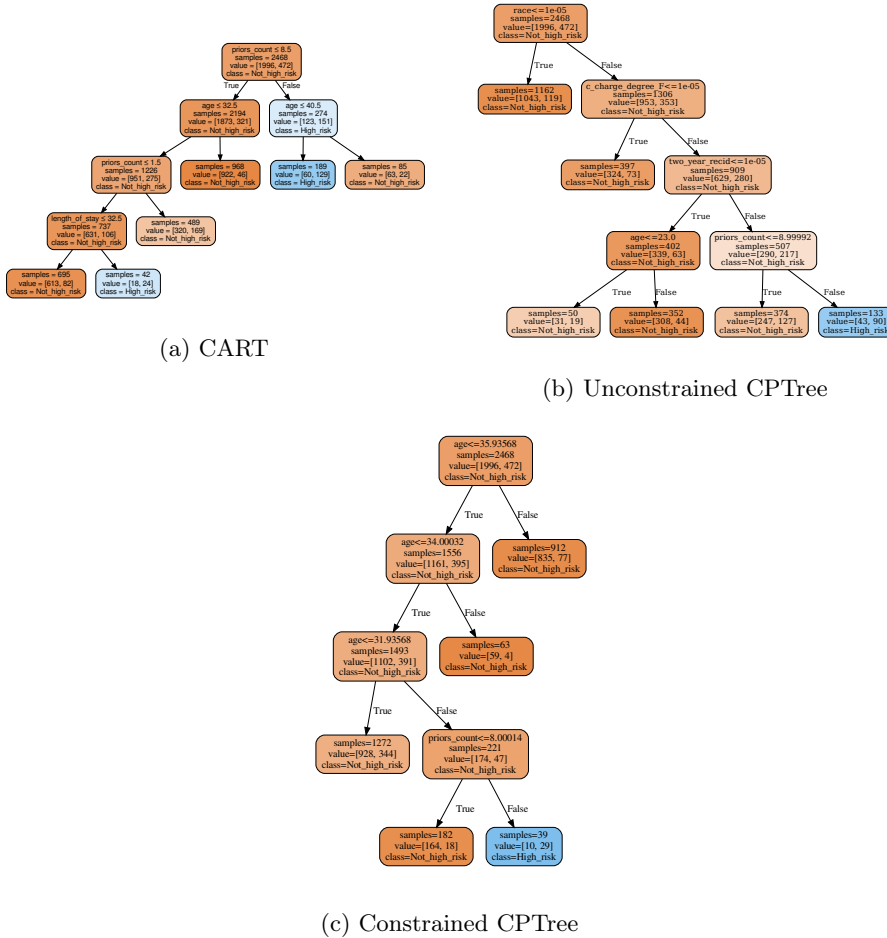 priors_count ≤ 8.5
samples = 2468
value = [1996, 472]
class = Not_high_risk
True
False
age ≤ 32.5
samples = 2194
value = [1873, 321]
class = Not_high_risk
age ≤ 40.5
samples = 274
value = [123, 151]
class = High_risk
priors_count ≤ 1.5
samples = 1226
value = [951, 275]
class = Not_high_risk
samples = 968
value = [922, 46]
class = Not_high_risk
samples = 189
value = [60, 129]
class = High_risk
samples = 85
value = [63, 22]
class = Not_high_risk
length_of_stay ≤ 32.5
samples = 737
value = [631, 106]
class = Not_high_risk
samples = 489
value = [320, 169]
class = Not_high_risk
samples = 695
value = [613, 82]
class = Not_high_risk
samples = 42
value = [18, 24]
class = High_risk
(a) CART
race<=1e-05
samples=2468
value=[1996, 472]
class=Not_high_risk
True
False
samples=1162
value=[1043, 119]
class=Not_high_risk
c_charge_degree_F<=1e-05
samples=1306
value=[953, 353]
class=Not_high_risk
True
False
samples=397
value=[324, 73]
class=Not_high_risk
two_year_recid<=1e-05
samples=909
value=[629, 280]
class=Not_high_risk
True
False
age<=23.0
samples=402
value=[339, 63]
class=Not_high_risk
priors_count<=8.99992
samples=507
value=[290, 217]
class=Not_high_risk
True
False
True
False
samples=50
value=[31, 19]
class=Not_high_risk
samples=352
value=[308, 44]
class=Not_high_risk
samples=374
value=[247, 127]
class=Not_high_risk
samples=133
value=[43, 90]
class=High_risk
(b) Unconstrained CPTree
age<=35.93568
samples=2468
value=[1996, 472]
class=Not_high_risk
True
False
age<=34.00032
samples=1556
value=[1161, 395]
class=Not_high_risk
samples=912
value=[835, 77]
class=Not_high_risk
True
False
age<=31.93568
samples=1493
value=[1102, 391]
class=Not_high_risk
samples=63
value=[59, 4]
class=Not_high_risk
True
False
samples=1272
value=[928, 344]
class=Not_high_risk
priors_count<=8.00014
samples=221
value=[174, 47]
class=Not_high_risk
True
False
samples=182
value=[164, 18]
class=Not_high_risk
samples=39
value=[10, 29]
class=High_risk
(c) Constrained CPTree